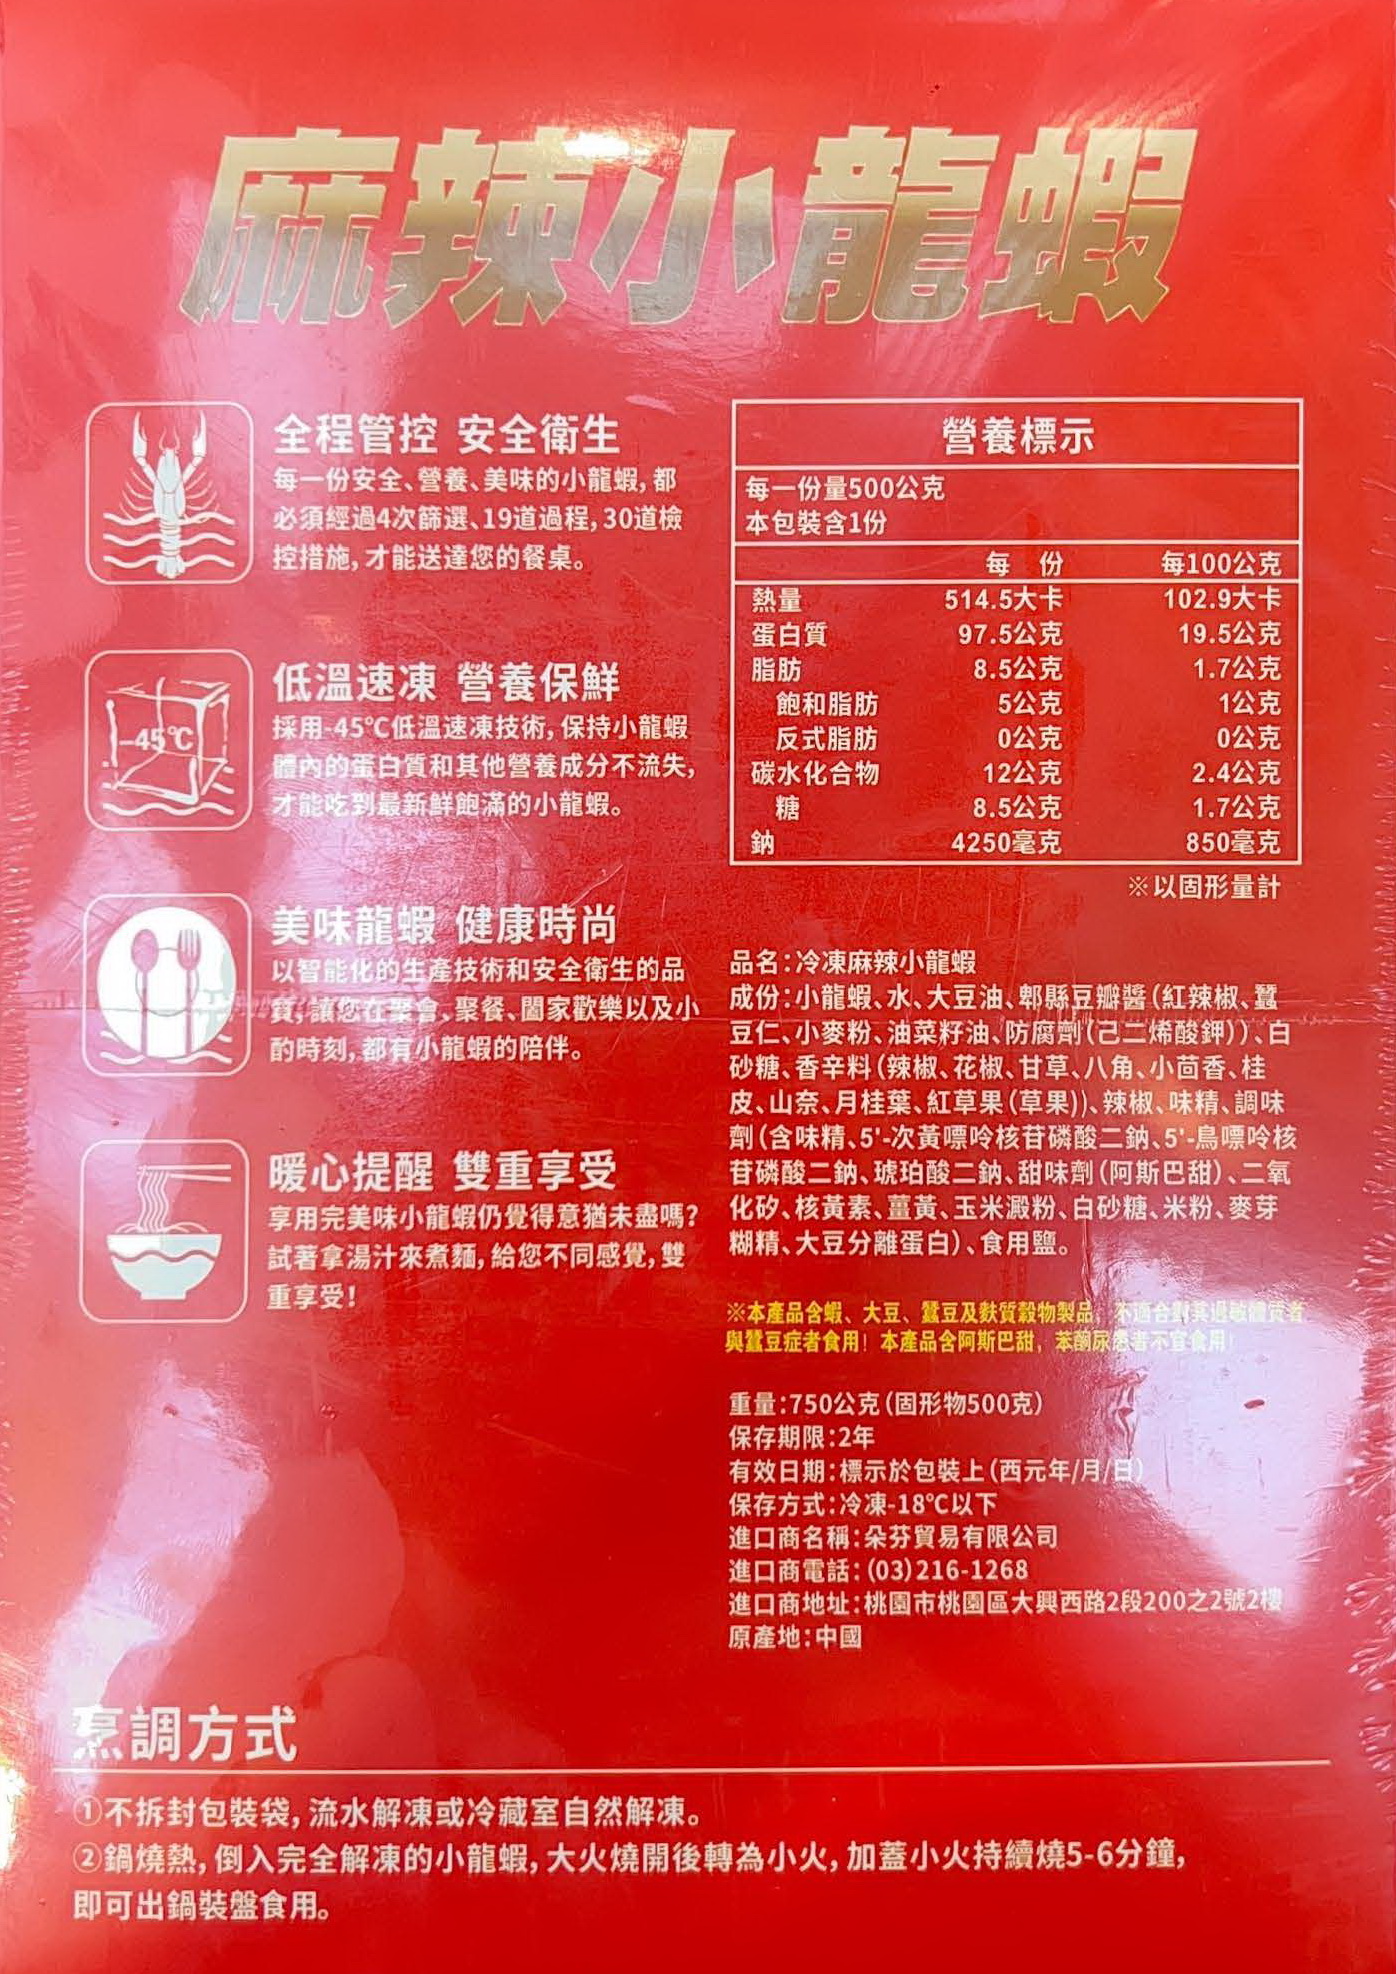 麻辣小龍蝦
全程管控 安全衛生
每一份安全、營養、美味的小龍蝦,都
必須經過4次篩選、19道過程,30道檢
控措施,才能送達您的餐桌。
-45℃
低溫速凍 營養保鮮
採用-45℃低溫速凍技術,保持小龍蝦
體內的蛋白質和其他營養成分不流失,
才能吃到最新鮮飽滿的小龍蝦。
美味龍蝦 健康時尚
以智能化的生產技術和安全衛生的品
質,讓您在聚會、聚餐、闔家歡樂以及小
酌時刻,都有小龍蝦的陪伴。
暖心提醒 雙重享受
享用完美味小龍蝦仍覺得意猶未盡嗎?
試著拿湯汁來煮麵,給您不同感覺,雙
重享受!
營養標示
每一份量500公克
本包裝含1份
每 份 每100公克
熱量 514.5大卡 102.9大卡
蛋白質 97.5公克 19.5公克
脂肪 8.5公克 1.7公克
飽和脂肪 5公克 1公克
反式脂肪 0公克 0公克
碳水化合物 12公克 2.4公克
糖 8.5公克 1.7公克
鈉 4250毫克 850毫克
※以固形量計
品名:冷凍麻辣小龍蝦
成份:小龍蝦、水、大豆油、郫縣豆瓣醬(紅辣椒、蠶
豆仁、小麥粉、油菜籽油、防腐劑(己二烯酸鉀))、白
砂糖、香辛料(辣椒、花椒、甘草、八角、小茴香、桂
皮、山奈、月桂葉、紅草果(草果))、辣椒、味精、調味
劑(含味精、5'-次黃嘌呤核苷磷酸二鈉、5'-鳥嘌呤核
苷磷酸二鈉、琥珀酸二鈉、甜味劑(阿斯巴甜)、二氧
化矽、核黃素、薑黃、玉米澱粉、白砂糖、米粉、麥芽
糊精、大豆分離蛋白)、食用鹽。
※本產品含蝦、大豆、蠶豆及麩質穀物製品,不適合對其過敏體質者
與蠶豆症者食用! 本產品含阿斯巴甜,苯酮尿患者不宜食用!
重量:750公克(固形物500克)
保存期限:2年
有效日期:標示於包裝上(西元年/月/日)
保存方式:冷凍-18℃以下
進口商名稱:朵芬貿易有限公司
進口商電話:(03)216-1268
進口商地址:桃園市桃園區大興西路2段200之2號2樓
原產地:中國
烹調方式
①不拆封包裝袋,流水解凍或冷藏室自然解凍。
②鍋燒熱,倒入完全解凍的小龍蝦,大火燒開後轉為小火,加蓋小火持續燒5-6分鐘,
即可出鍋裝盤食用。